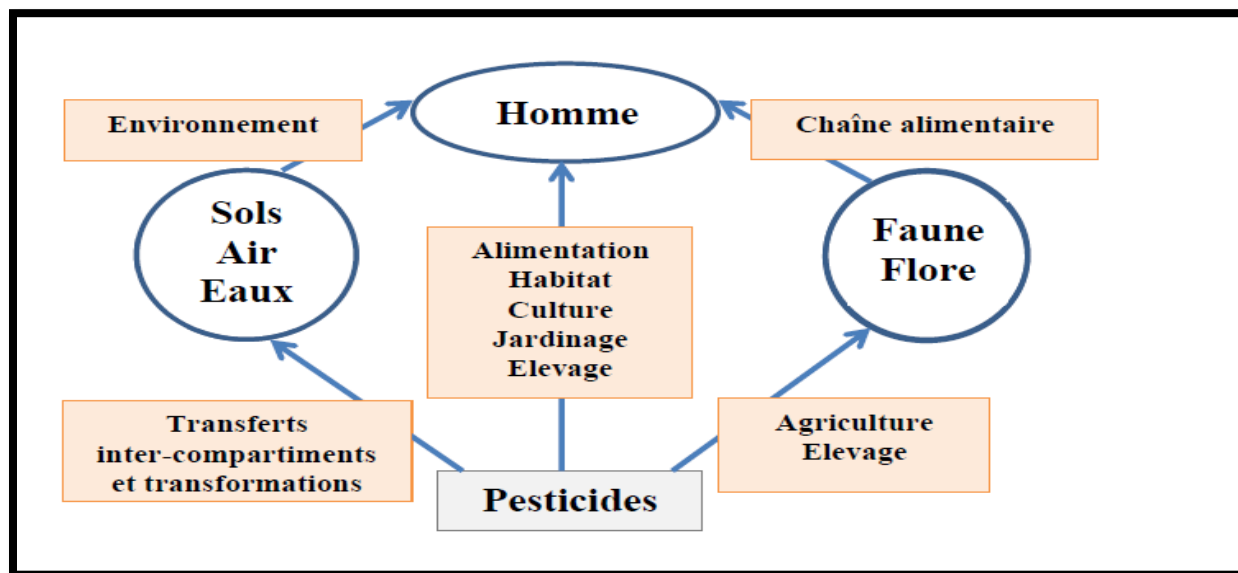 Homme
Environnement
Chaîne alimentaire
Sols
Air
Eaux
Alimentation
Habitat
Culture
Jardinage
Elevage
Faune
Flore
Transferts
inter-compartiments
et transformations
Agriculture
Elevage
Pesticides